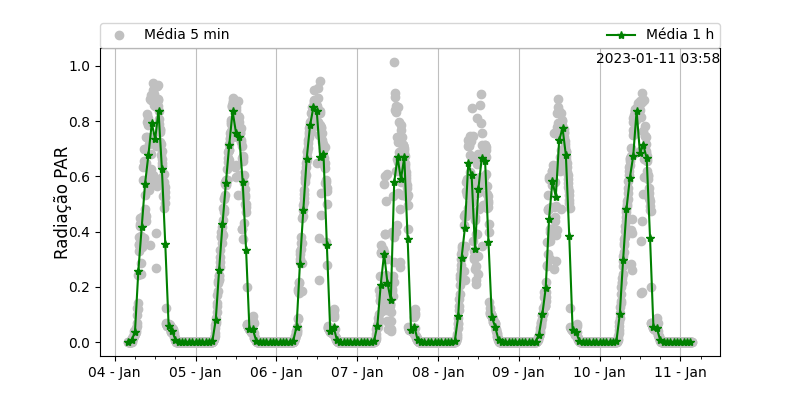 Média 5 min
Média 1 h
2023-01-11 03:58
Radiação PAR
1.0
0.8
0.6
0.4
0.2
0.0
04 - Jan
05 - Jan
06 - Jan
07 - Jan
08 - Jan
09 - Jan
10 - Jan
11 - Jan